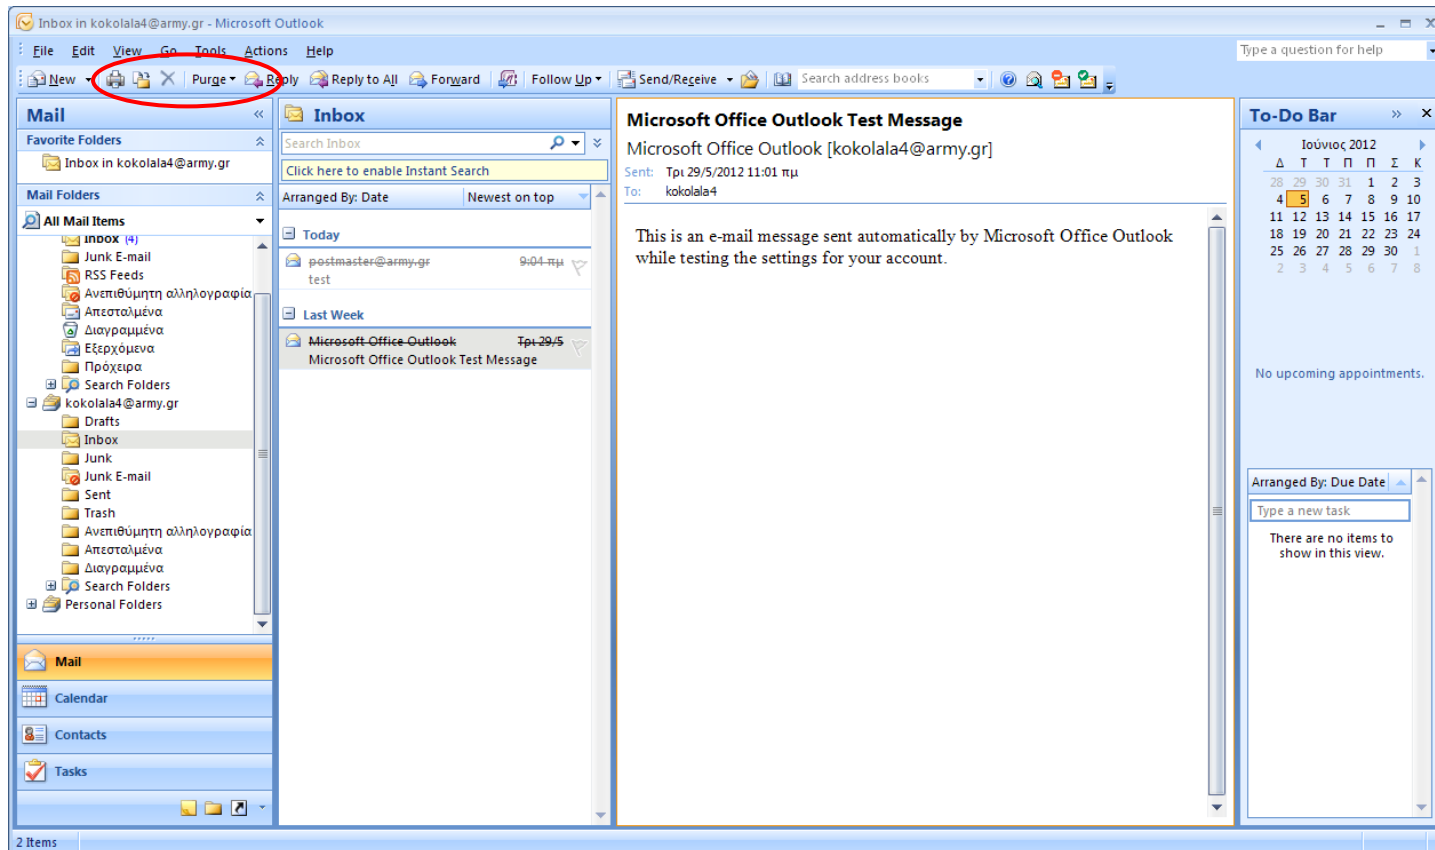 Inbox in kokolala4@army.gr - Microsoft Outlook
File Edit View Go Tools Actions Help
Type a question for help
New Purge Reply Reply to All Forward Follow Up Send/Receive Search address books
Mail
Favorite Folders
Inbox in kokolala4@army.gr
Mail Folders
All Mail Items
Inbox (4)
Junk E-mail
RSS Feeds
Ανεπιθύμητη αλληλογραφία
Απεσταλμένα
Διαγραμμένα
Εξερχόμενα
Πρόχειρα
Search Folders
kokolala4@army.gr
Drafts
Inbox
Junk
Junk E-mail
Sent
Trash
Ανεπιθύμητη αλληλογραφία
Απεσταλμένα
Διαγραμμένα
Search Folders
Personal Folders
Mail
Calendar
Contacts
Tasks
2 Items
Inbox
Search Inbox
Click here to enable Instant Search
Arranged By: Date Newest on top
Today
postmaster@army.gr 9:04 πμ
test
Last Week
Microsoft Office Outlook Τρι 29/5
Microsoft Office Outlook Test Message
Microsoft Office Outlook Test Message
Microsoft Office Outlook [kokolala4@army.gr]
Sent: Τρι 29/5/2012 11:01 πμ
To: kokolala4
This is an e-mail message sent automatically by Microsoft Office Outlook
while testing the settings for your account.
To-Do Bar
Ιούνιος 2012
Δ Τ Τ Π Π Σ Κ
28 29 30 31 1 2 3
4 5 6 7 8 9 10
11 12 13 14 15 16 17
18 19 20 21 22 23 24
25 26 27 28 29 30 1
2 3 4 5 6 7 8
No upcoming appointments.
Arranged By: Due Date
Type a new task
There are no items to
show in this view.